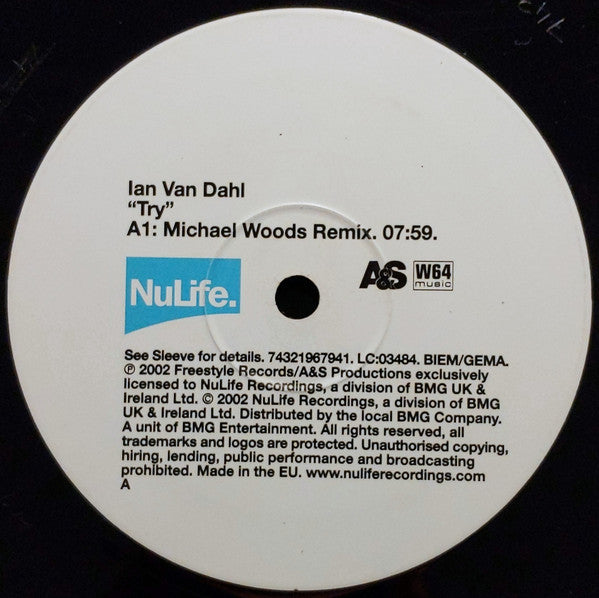 Ian Van Dahl
“Try”
A1: Michael Woods Remix. 07:59.
NuLife.
A&S
W64
music
See Sleeve for details. 74321967941. LC:03484. BIEM/GEMA.
℗ 2002 Freestyle Records/A&S Productions exclusively
licensed to NuLife Recordings, a division of BMG UK &
Ireland Ltd. © 2002 NuLife Recordings, a division of BMG
UK & Ireland Ltd. Distributed by the local BMG Company.
A unit of BMG Entertainment. All rights reserved, all
trademarks and logos are protected. Unauthorised copying,
hiring, lending, public performance and broadcasting
prohibited. Made in the EU. www.nuliferecordings.com
A